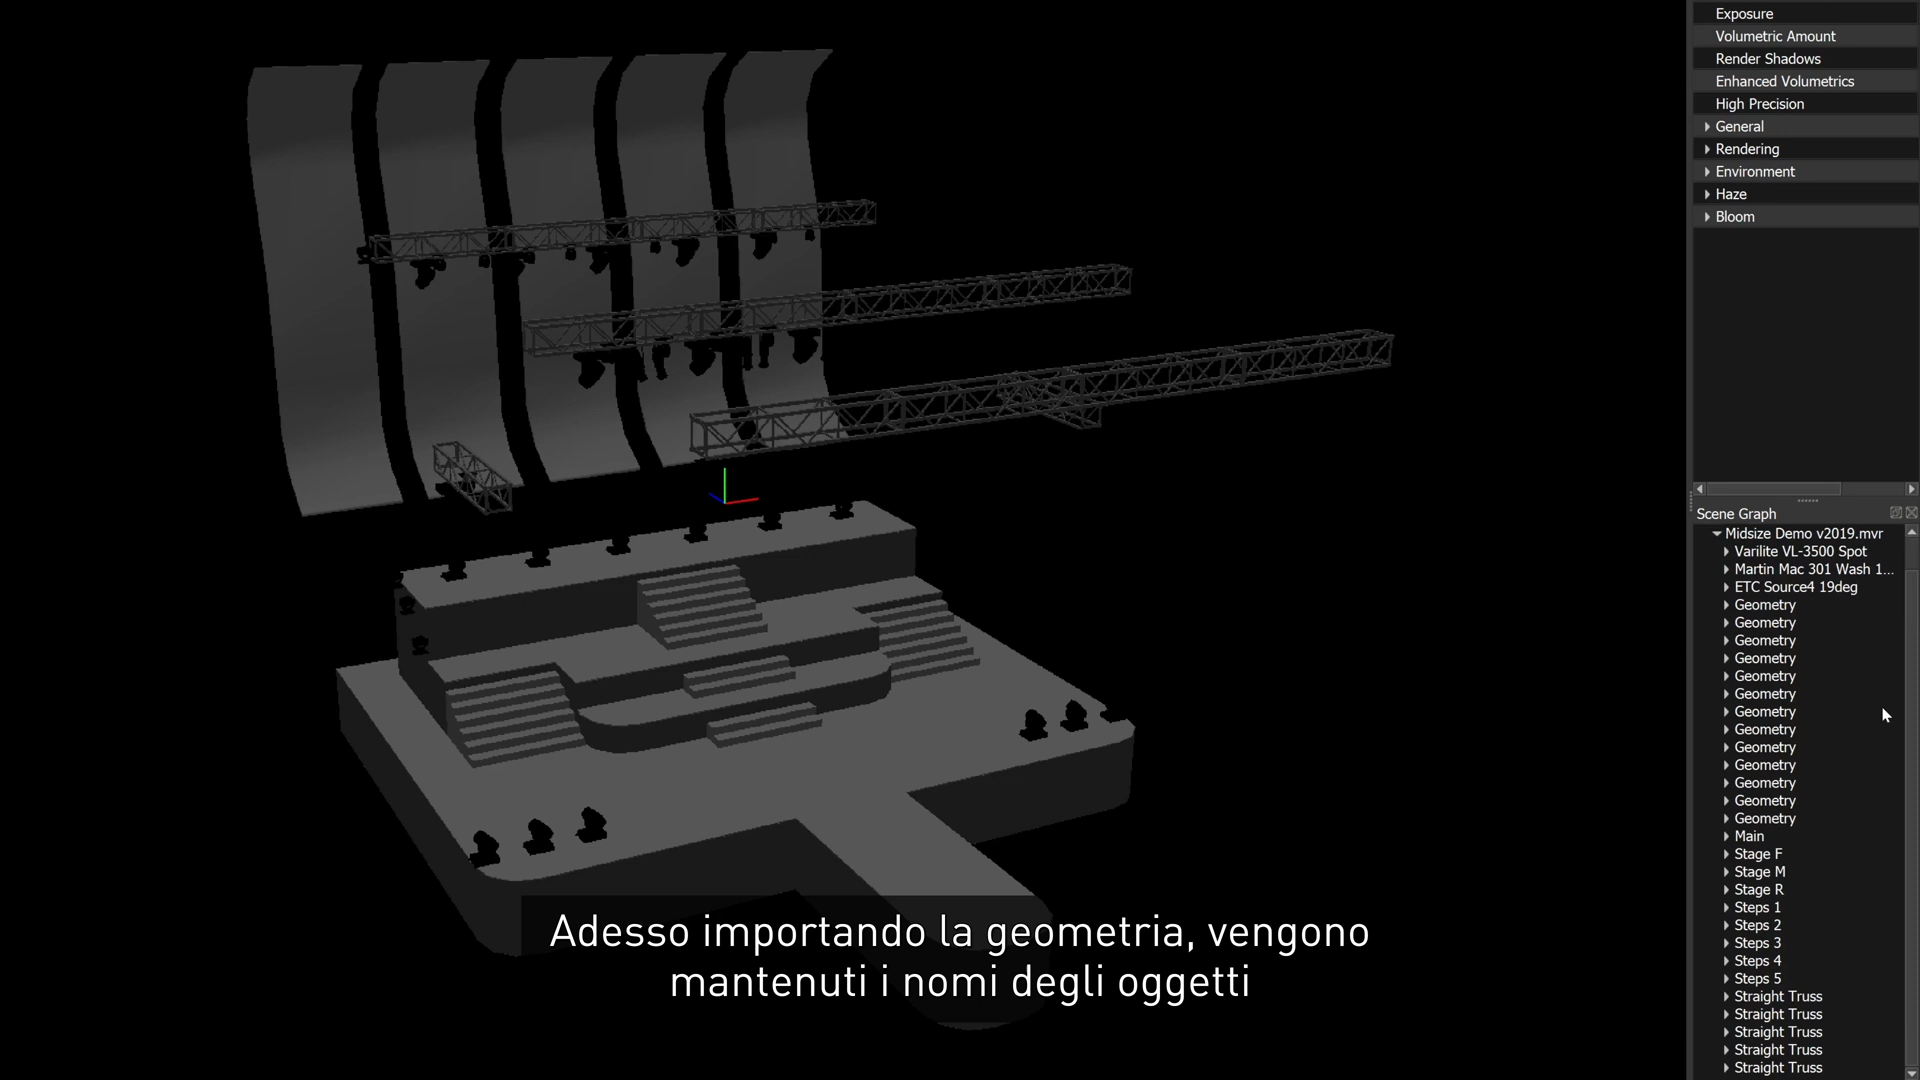 Exposure
Volumetric Amount
Render Shadows
Enhanced Volumetrics
High Precision
General
Rendering
Environment
Haze
Bloom
Scene Graph
Midsize Demo v2019.mvr
Varilite VL-3500 Spot
Martin Mac 301 Wash 1...
ETC Source4 19deg
Geometry
Geometry
Geometry
Geometry
Geometry
Geometry
Geometry
Geometry
Geometry
Geometry
Geometry
Geometry
Geometry
Main
Stage F
Stage M
Stage R
Steps 1
Steps 2
Steps 3
Steps 4
Steps 5
Straight Truss
Straight Truss
Straight Truss
Straight Truss
Straight Truss
Adesso importando la geometria, vengono
mantenuti i nomi degli oggetti